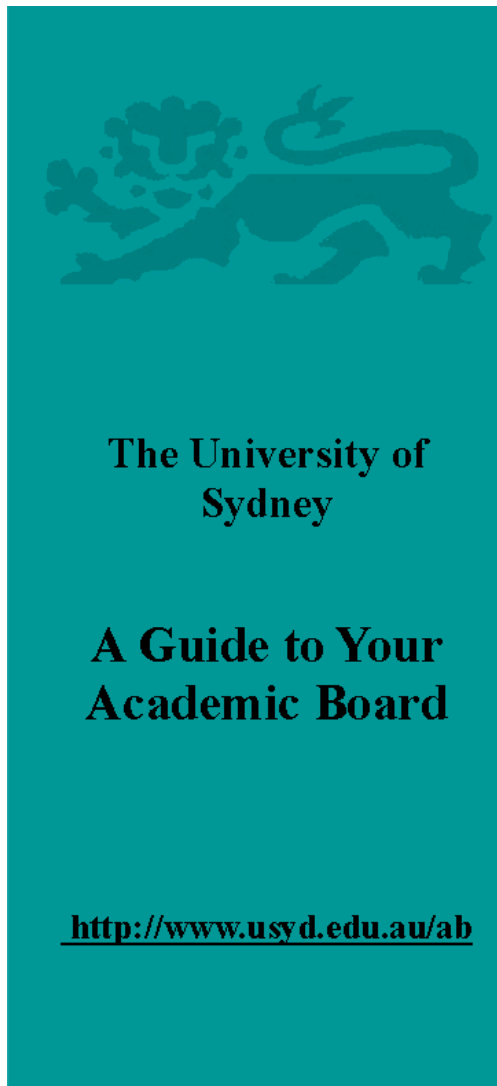 The University of
Sydney
A Guide to Your
Academic Board
http://www.usyd.edu.au/ab